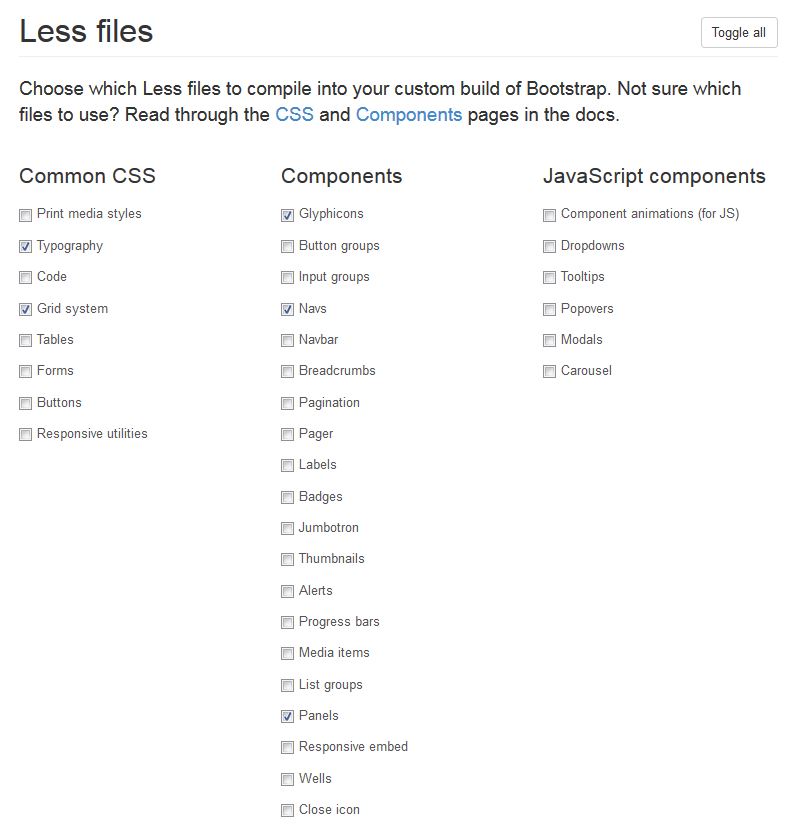 Less files
Toggle all
Choose which Less files to compile into your custom build of Bootstrap. Not sure which
files to use? Read through the CSS and Components pages in the docs.
Common CSS
Print media styles
Typography
Code
Grid system
Tables
Forms
Buttons
Responsive utilities
Components
Glyphicons
Button groups
Input groups
Navs
Navbar
Breadcrumbs
Pagination
Pager
Labels
Badges
Jumbotron
Thumbnails
Alerts
Progress bars
Media items
List groups
Panels
Responsive embed
Wells
Close icon
JavaScript components
Component animations (for JS)
Dropdowns
Tooltips
Popovers
Modals
Carousel